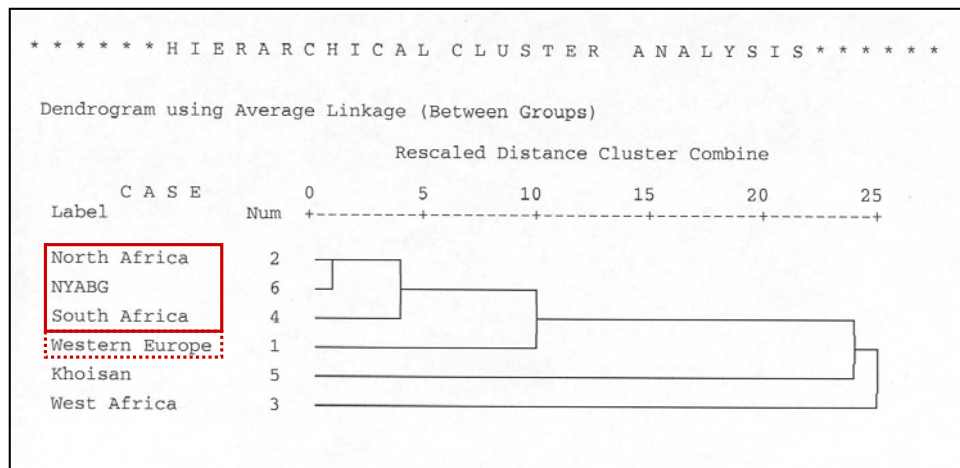 * * * * * * H I E R A R C H I C A L  C L U S T E R   A N A L Y S I S * * * * * *
Dendrogram using Average Linkage (Between Groups)
Rescaled Distance Cluster Combine
C A S E 0 5 10 15 20 25
Label Num +---------+---------+---------+---------+---------+
North Africa 2
NYABG 6
South Africa 4
Western Europe 1
Khoisan 5
West Africa 3